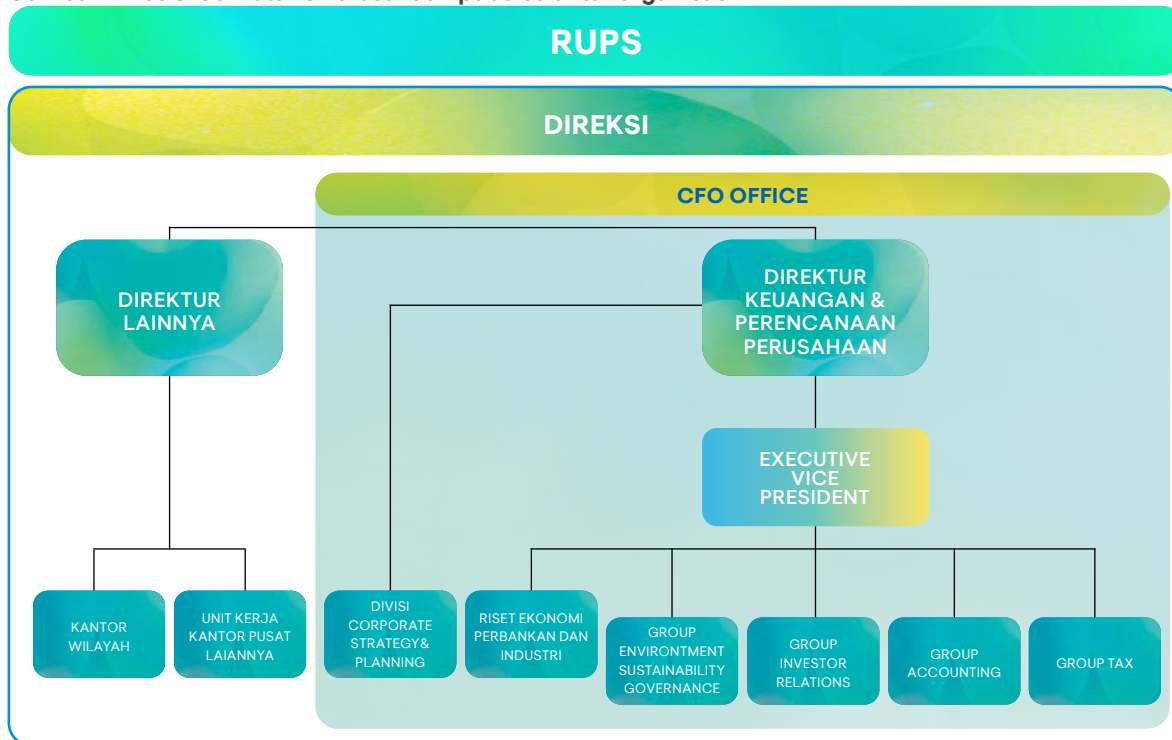 RUPS
DIREKSI
CFO OFFICE
DIREKTUR
LAINNYA
DIREKTUR
KEUANGAN &
PERENCANAAN
PERUSAHAAN
EXECUTIVE
VICE
PRESIDENT
KANTOR
WILAYAH
UNIT KERJA
KANTOR PUSAT
LAIANNYA
DIVISI
CORPORATE
STRATEGY&
PLANNING
RISET EKONOMI
PERBANKAN DAN
INDUSTRI
GROUP
ENVIRONTMENT
SUSTAINABILITY
GOVERNANCE
GROUP
INVESTOR
RELATIONS
GROUP
ACCOUNTING
GROUP TAX